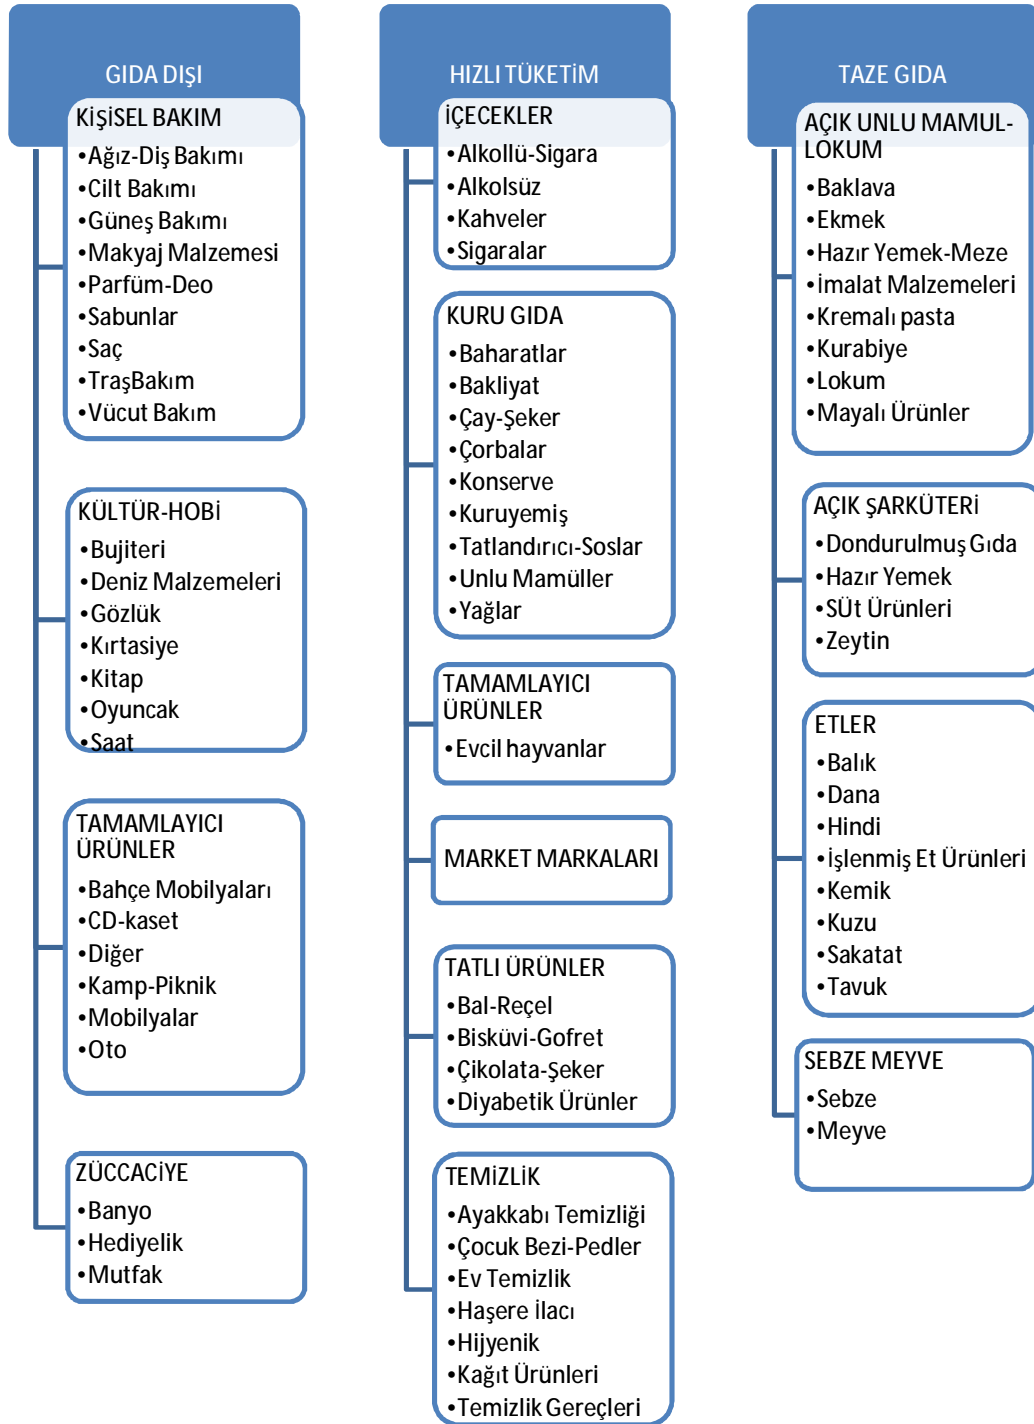 GIDA DIŞI
KİŞİSEL BAKIM
•Ağız-Diş Bakımı
•Cilt Bakımı
•Güneş Bakımı
•Makyaj Malzemesi
•Parfüm-Deo
•Sabunlar
•Saç
•TraşBakım
•Vücut Bakım
KÜLTÜR-HOBİ
•Bujiteri
•Deniz Malzemeleri
•Gözlük
•Kırtasiye
•Kitap
•Oyuncak
•Saat
TAMAMLAYICI
ÜRÜNLER
•Bahçe Mobilyaları
•CD-kaset
•Diğer
•Kamp-Piknik
•Mobilyalar
•Oto
ZÜCCACİYE
•Banyo
•Hediyelik
•Mutfak
HIZLI TÜKETİM
İÇECEKLER
•Alkollü-Sigara
•Alkolsüz
•Kahveler
•Sigaralar
KURU GIDA
•Baharatlar
•Bakliyat
•Çay-Şeker
•Çorbalar
•Konserve
•Kuruyemiş
•Tatlandırıcı-Soslar
•Unlu Mamüller
•Yağlar
TAMAMLAYICI
ÜRÜNLER
•Evcil hayvanlar
MARKET MARKALARI
TATLI ÜRÜNLER
•Bal-Reçel
•Bisküvi-Gofret
•Çikolata-Şeker
•Diyabetik Ürünler
TEMİZLİK
•Ayakkabı Temizliği
•Çocuk Bezi-Pedler
•Ev Temizlik
•Haşere İlacı
•Hijyenik
•Kağıt Ürünleri
•Temizlik Gereçleri
TAZE GIDA
AÇIK UNLU MAMUL-
LOKUM
•Baklava
•Ekmek
•Hazır Yemek-Meze
•İmalat Malzemeleri
•Kremalı pasta
•Kurabiye
•Lokum
•Mayalı Ürünler
AÇIK ŞARKÜTERİ
•Dondurulmuş Gıda
•Hazır Yemek
•SÜt Ürünleri
•Zeytin
ETLER
•Balık
•Dana
•Hindi
•İşlenmiş Et Ürünleri
•Kemik
•Kuzu
•Sakatat
•Tavuk
SEBZE MEYVE
•Sebze
•Meyve